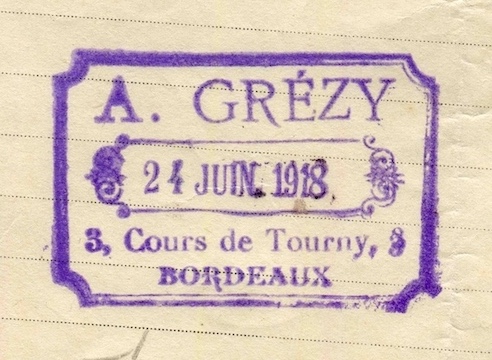 A. GRÉZY
24 JUIN. 1918
3, Cours de Tourny, 3
BORDEAUX